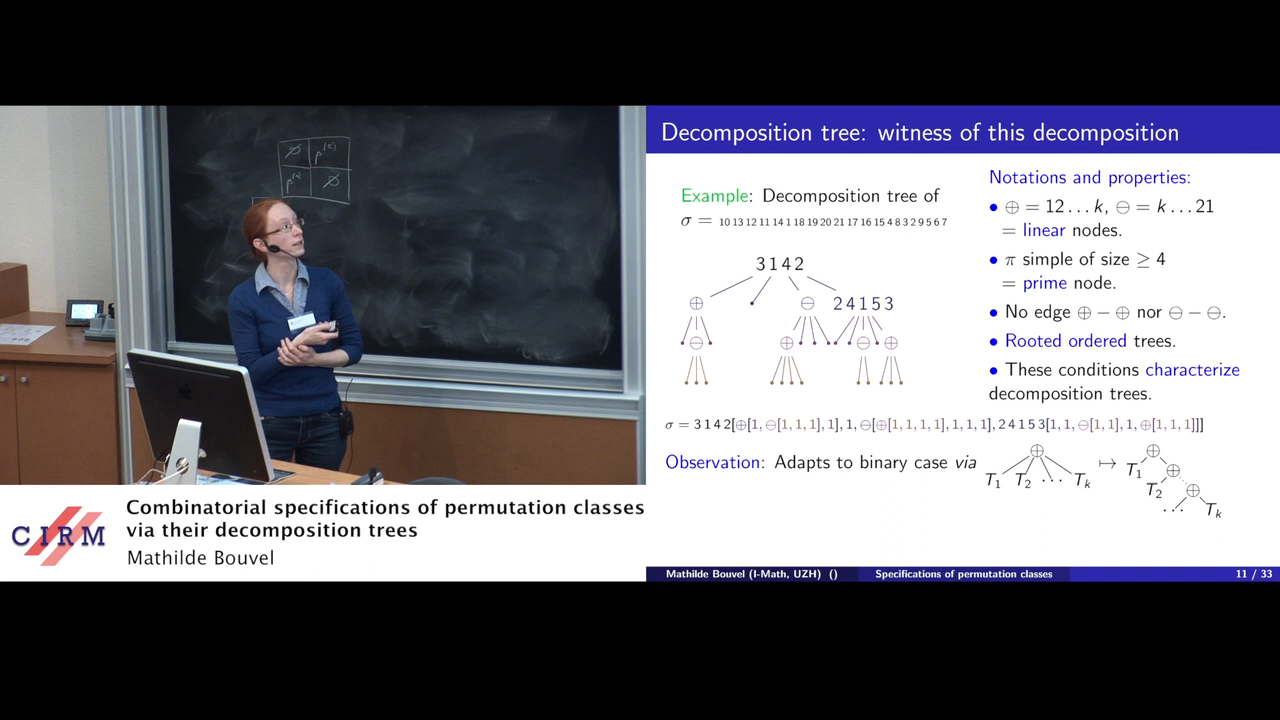 ∅ ρ⁽²⁾
∅
CIRM
Combinatorial specifications of permutation classes
via their decomposition trees
Mathilde Bouvel
Decomposition tree: witness of this decomposition
Example: Decomposition tree of
σ = 10 13 12 11 14 1 18 19 20 21 17 16 15 4 8 3 2 9 5 6 7
3 1 4 2
⊕ ⊖ 2 4 1 5 3
⊖ ⊕ ⊖ ⊕
Notations and properties:
• ⊕ = 12 . . . k, ⊖ = k . . . 21
= linear nodes.
• π simple of size ≥ 4
= prime node.
• No edge ⊕ − ⊕ nor ⊖ − ⊖.
• Rooted ordered trees.
• These conditions characterize
decomposition trees.
σ = 3 1 4 2[⊕[1, ⊖[1, 1, 1], 1], 1, ⊖[⊕[1, 1, 1, 1], 1, 1, 1], 2 4 1 5 3[1, 1, ⊖[1, 1], 1, ⊕[1, 1, 1]]]
Observation: Adapts to binary case via
⊕
T1 T2 . . . Tk
↦
⊕
T1 ⊕
T2 ⊕
. . . Tk
Mathilde Bouvel (I-Math, UZH) () Specifications of permutation classes 11 / 33